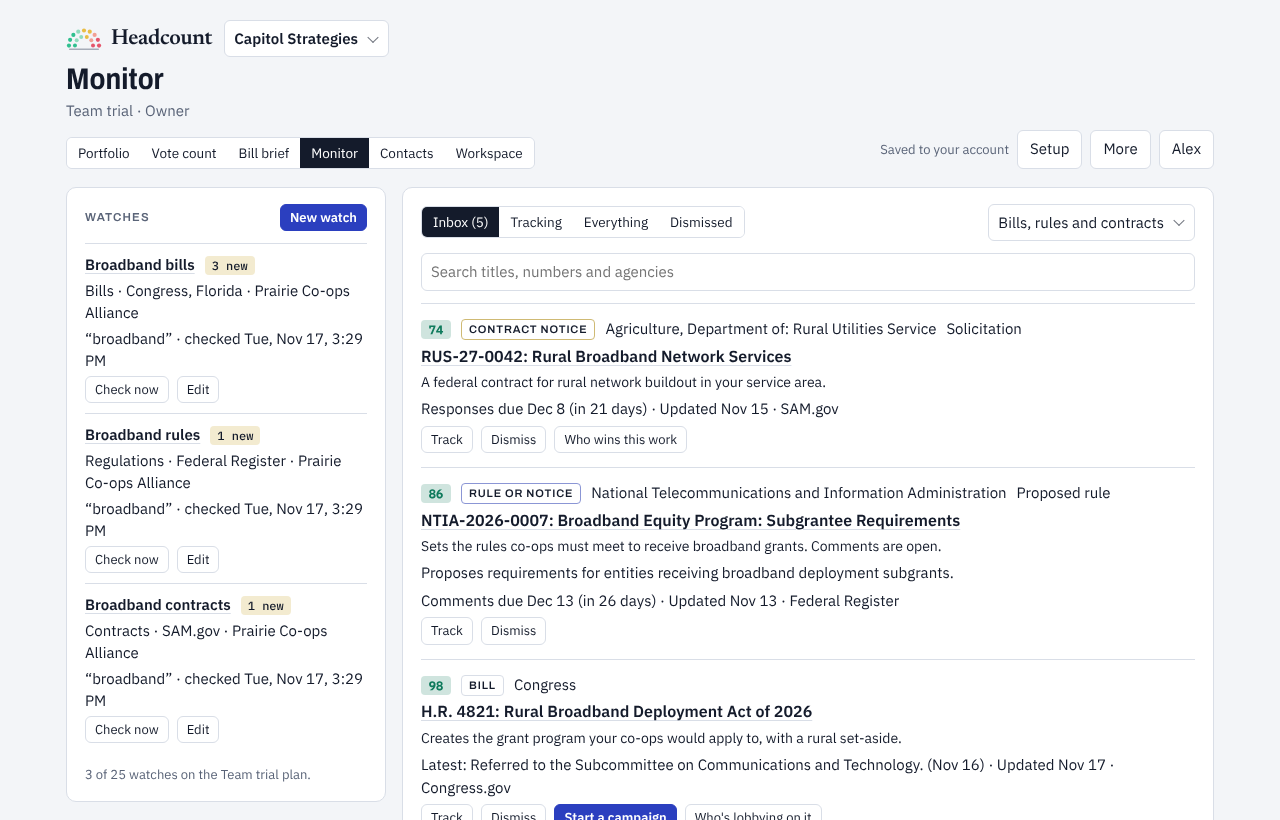 Headcount
Capitol Strategies
Monitor
Team trial · Owner
Portfolio
Vote count
Bill brief
Monitor
Contacts
Workspace
Saved to your account
Setup
More
Alex
WATCHES
New watch
Broadband bills
3 new
Bills · Congress, Florida · Prairie Co-ops
Alliance
“broadband” · checked Tue, Nov 17, 3:29
PM
Check now
Edit
Broadband rules
1 new
Regulations · Federal Register · Prairie
Co-ops Alliance
“broadband” · checked Tue, Nov 17, 3:29
PM
Check now
Edit
Broadband contracts
1 new
Contracts · SAM.gov · Prairie Co-ops
Alliance
“broadband” · checked Tue, Nov 17, 3:29
PM
Check now
Edit
3 of 25 watches on the Team trial plan.
Inbox (5)
Tracking
Everything
Dismissed
Bills, rules and contracts
Search titles, numbers and agencies
74
CONTRACT NOTICE
Agriculture, Department of: Rural Utilities Service
Solicitation
RUS-27-0042: Rural Broadband Network Services
A federal contract for rural network buildout in your service area.
Responses due Dec 8 (in 21 days) · Updated Nov 15 · SAM.gov
Track
Dismiss
Who wins this work
86
RULE OR NOTICE
National Telecommunications and Information Administration
Proposed rule
NTIA-2026-0007: Broadband Equity Program: Subgrantee Requirements
Sets the rules co-ops must meet to receive broadband grants. Comments are open.
Proposes requirements for entities receiving broadband deployment subgrants.
Comments due Dec 13 (in 26 days) · Updated Nov 13 · Federal Register
Track
Dismiss
98
BILL
Congress
H.R. 4821: Rural Broadband Deployment Act of 2026
Creates the grant program your co-ops would apply to, with a rural set-aside.
Latest: Referred to the Subcommittee on Communications and Technology. (Nov 16) · Updated Nov 17 ·
Congress.gov
Track
Dismiss
Start a campaign
Who's lobbying on it